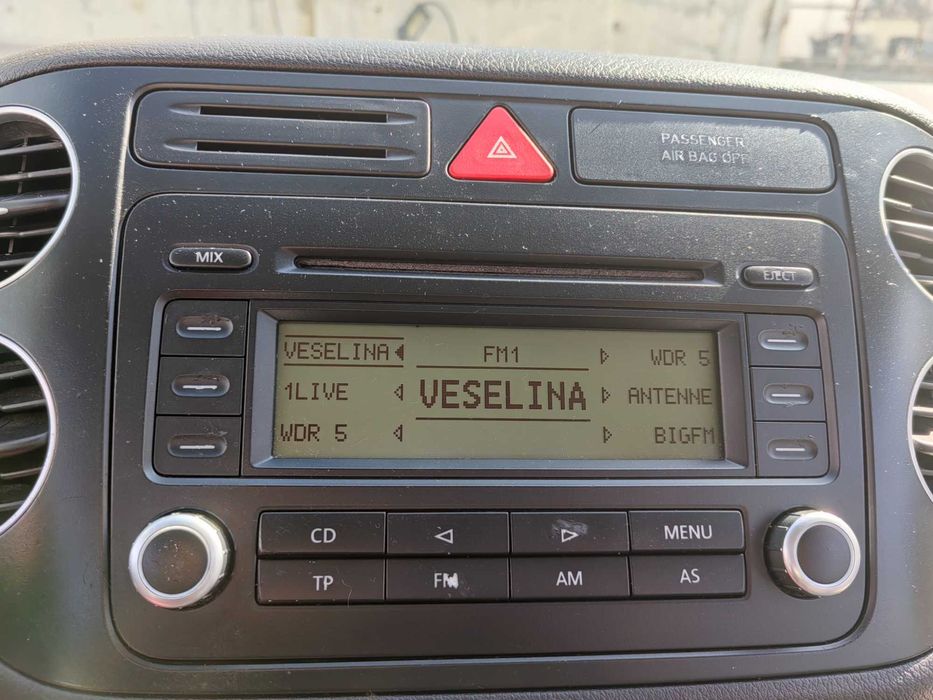 PASSENGER
AIR BAG OFF
MIX
EJECT
VESELINA FM1 WDR 5
1LIVE VESELINA ANTENNE
WDR 5 BIGFM
CD MENU
TP FM AM AS